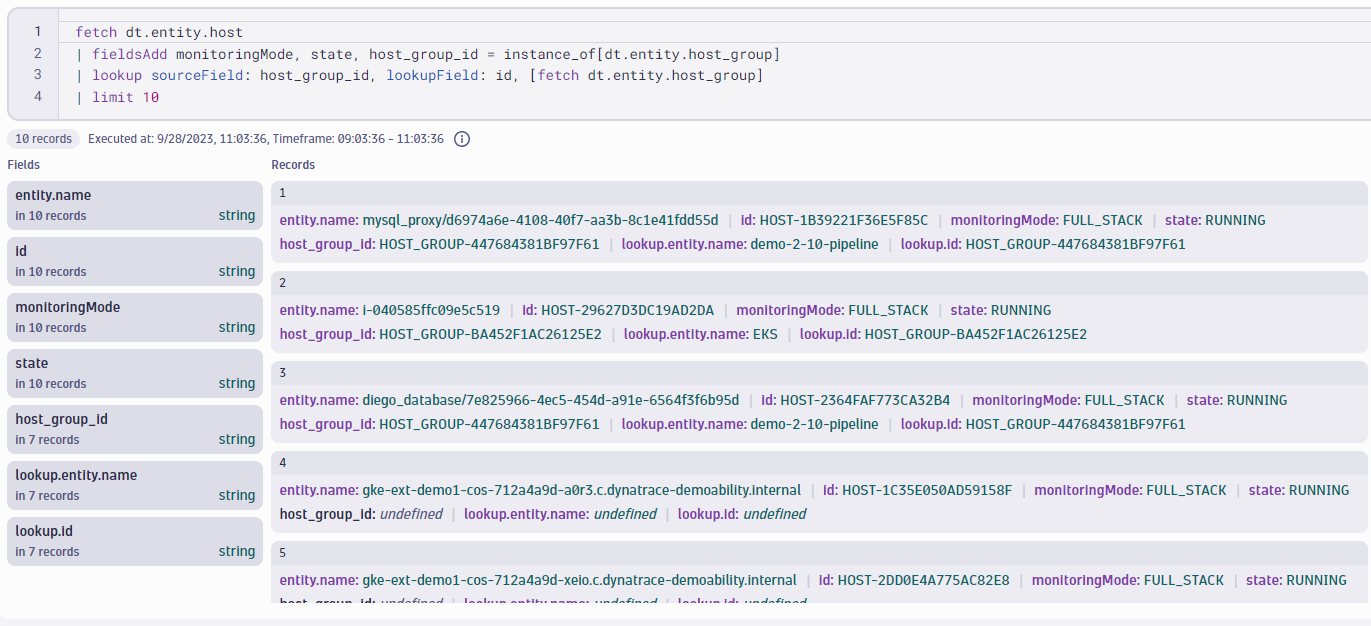 1 fetch dt.entity.host
2 | fieldsAdd monitoringMode, state, host_group_id = instance_of[dt.entity.host_group]
3 | lookup sourceField: host_group_id, lookupField: id, [fetch dt.entity.host_group]
4 | limit 10
10 records Executed at: 9/28/2023, 11:03:36, Timeframe: 09:03:36 - 11:03:36
Fields
entity.name
in 10 records string
id
in 10 records string
monitoringMode
in 10 records string
state
in 10 records string
host_group_id
in 7 records string
lookup.entity.name
in 7 records string
lookup.id
in 7 records string
Records
1
entity.name: mysql_proxy/d6974a6e-4108-40f7-aa3b-8c1e41fdd55d | id: HOST-1B39221F36E5F85C | monitoringMode: FULL_STACK | state: RUNNING
host_group_id: HOST_GROUP-447684381BF97F61 | lookup.entity.name: demo-2-10-pipeline | lookup.id: HOST_GROUP-447684381BF97F61
2
entity.name: i-040585ffc09e5c519 | id: HOST-29627D3DC19AD2DA | monitoringMode: FULL_STACK | state: RUNNING
host_group_id: HOST_GROUP-BA452F1AC26125E2 | lookup.entity.name: EKS | lookup.id: HOST_GROUP-BA452F1AC26125E2
3
entity.name: diego_database/7e825966-4ec5-454d-a91e-6564f3f6b95d | id: HOST-2364FAF773CA32B4 | monitoringMode: FULL_STACK | state: RUNNING
host_group_id: HOST_GROUP-447684381BF97F61 | lookup.entity.name: demo-2-10-pipeline | lookup.id: HOST_GROUP-447684381BF97F61
4
entity.name: gke-ext-demo1-cos-712a4a9d-a0r3.c.dynatrace-demoability.internal | id: HOST-1C35E050AD59158F | monitoringMode: FULL_STACK | state: RUNNING
host_group_id: undefined | lookup.entity.name: undefined | lookup.id: undefined
5
entity.name: gke-ext-demo1-cos-712a4a9d-xeio.c.dynatrace-demoability.internal | id: HOST-2DD0E4A775AC82E8 | monitoringMode: FULL_STACK | state: RUNNING
host_group_id: undefined | lookup.entity.name: undefined | lookup.id: undefined